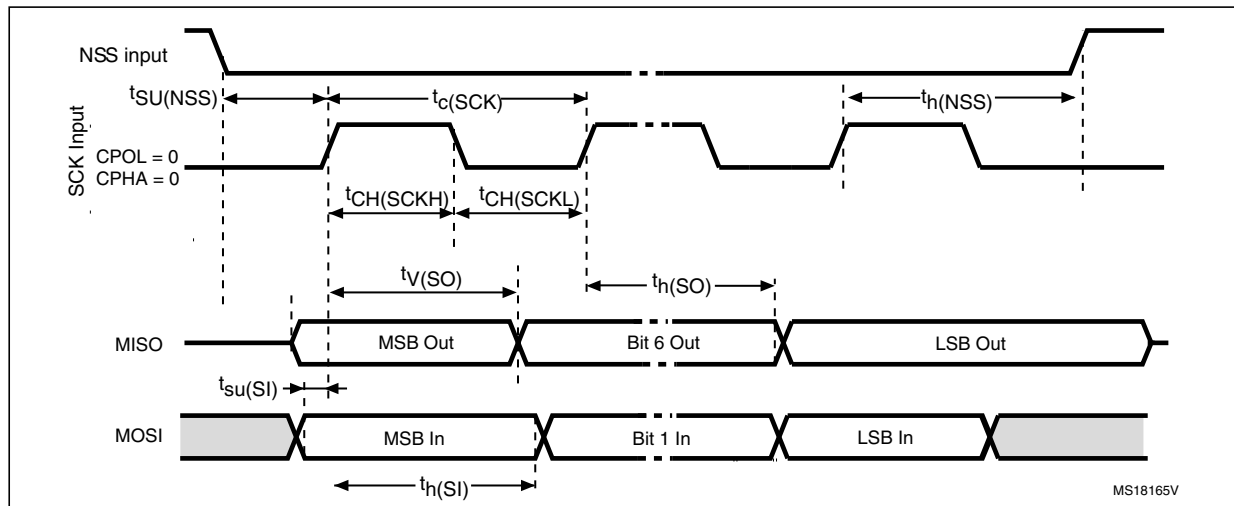 NSS input
tSU(NSS)
tc(SCK)
th(NSS)
SCK Input
CPOL = 0
CPHA = 0
tCH(SCKH)
tCH(SCKL)
tV(SO)
th(SO)
MISO
MSB Out
Bit 6 Out
LSB Out
tsu(SI)
MOSI
MSB In
Bit 1 In
LSB In
th(SI)
MS18165V